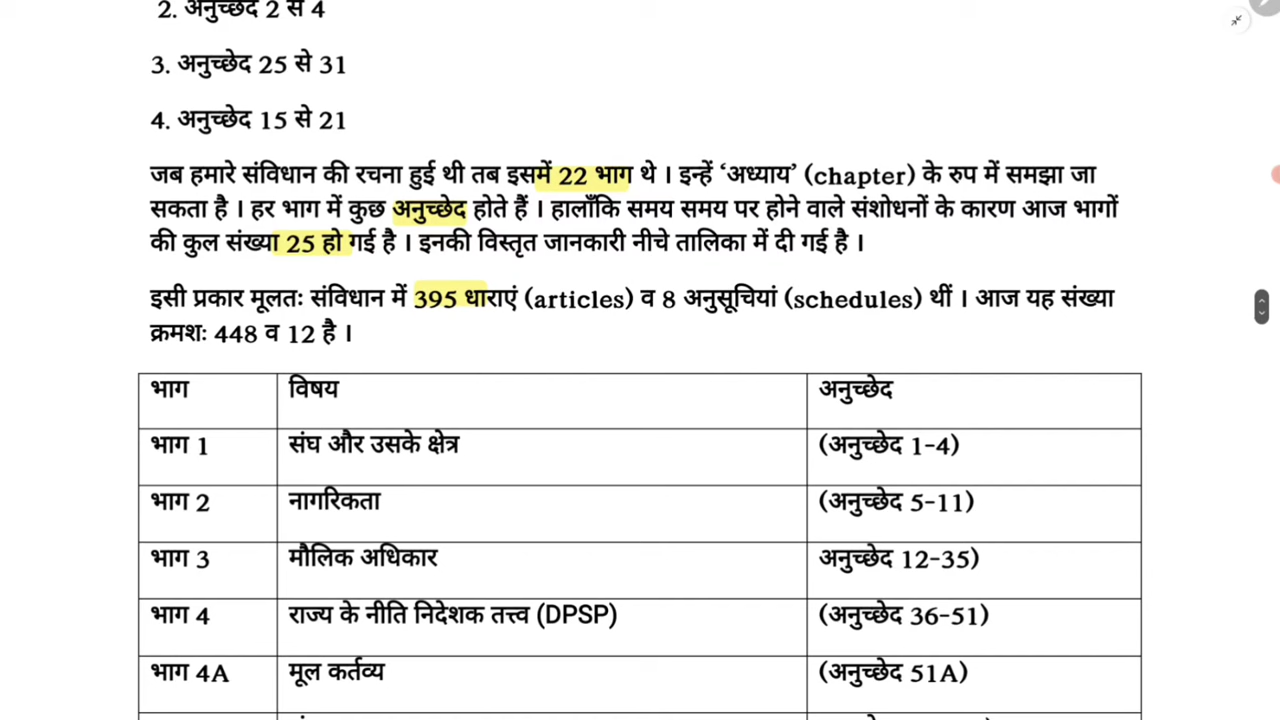 2. अनुच्छेद 2 से 4
3. अनुच्छेद 25 से 31
4. अनुच्छेद 15 से 21
जब हमारे संविधान की रचना हुई थी तब इसमें 22 भाग थे । इन्हें ‘अध्याय’ (chapter) के रुप में समझा जा
सकता है । हर भाग में कुछ अनुच्छेद होते हैं । हालाँकि समय समय पर होने वाले संशोधनों के कारण आज भागों
की कुल संख्या 25 हो गई है । इनकी विस्तृत जानकारी नीचे तालिका में दी गई है ।
इसी प्रकार मूलतः संविधान में 395 धाराएं (articles) व 8 अनुसूचियां (schedules) थीं । आज यह संख्या
क्रमशः 448 व 12 है ।
भाग विषय अनुच्छेद
भाग 1 संघ और उसके क्षेत्र (अनुच्छेद 1-4)
भाग 2 नागरिकता (अनुच्छेद 5-11)
भाग 3 मौलिक अधिकार अनुच्छेद 12-35)
भाग 4 राज्य के नीति निदेशक तत्त्व (DPSP) (अनुच्छेद 36-51)
भाग 4A मूल कर्तव्य (अनुच्छेद 51A)